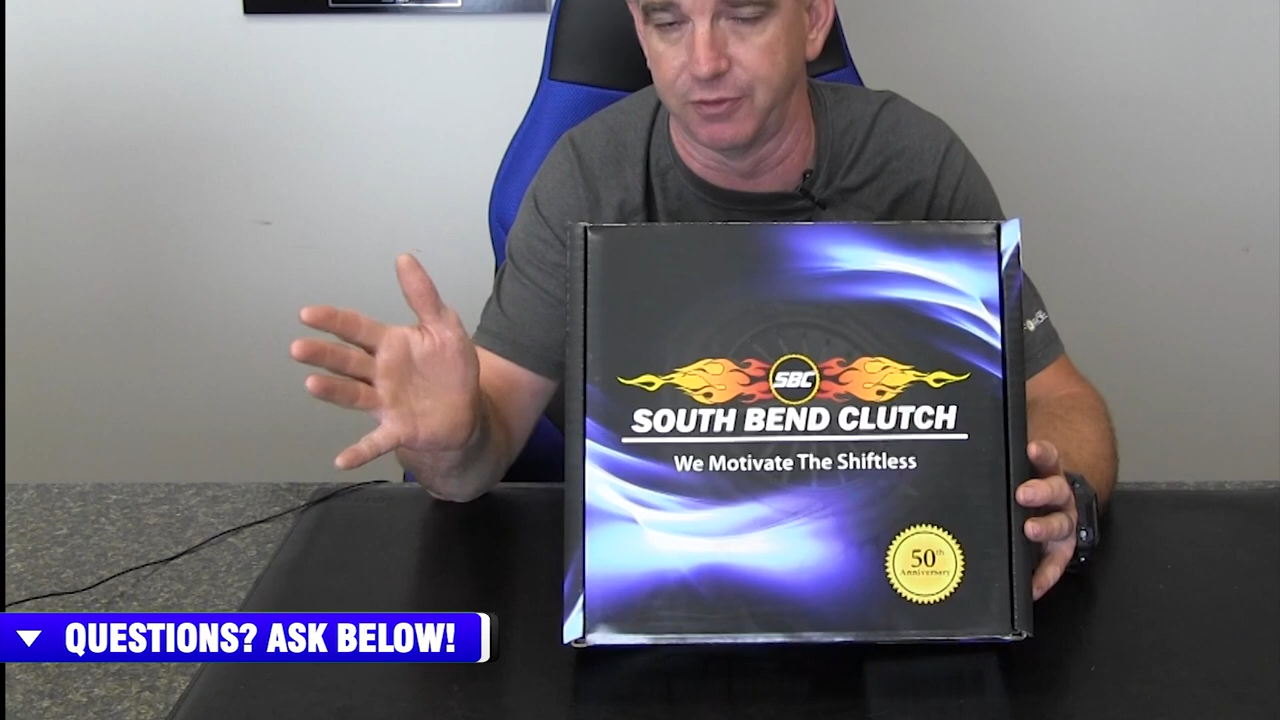 SBC
SOUTH BEND CLUTCH
We Motivate The Shiftless
50th
Anniversary
QUESTIONS? ASK BELOW!